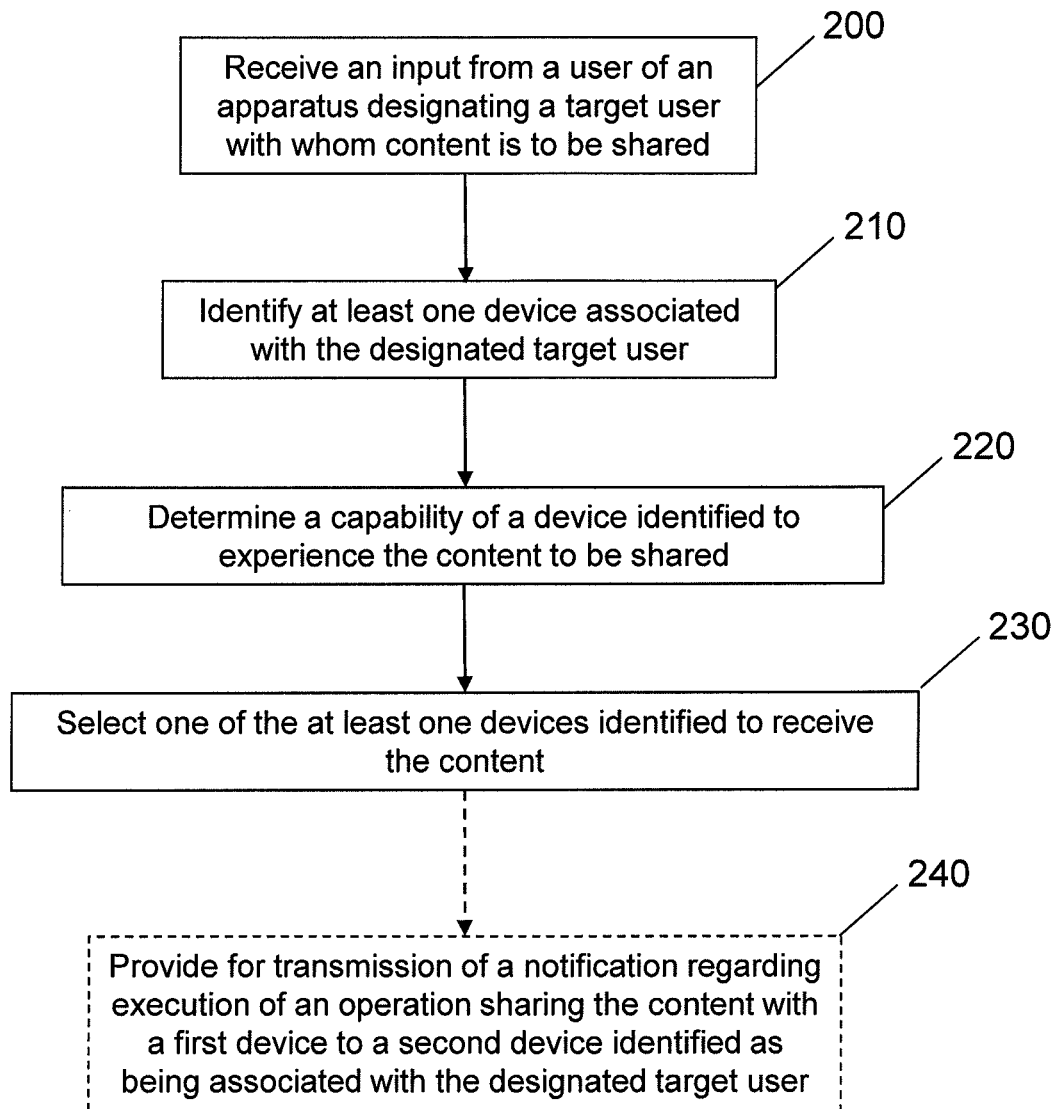 200
Receive an input from a user of an
apparatus designating a target user
with whom content is to be shared
210
Identify at least one device associated
with the designated target user
220
Determine a capability of a device identified to
experience the content to be shared
230
Select one of the at least one devices identified to receive
the content
240
Provide for transmission of a notification regarding
execution of an operation sharing the content with
a first device to a second device identified as
being associated with the designated target user